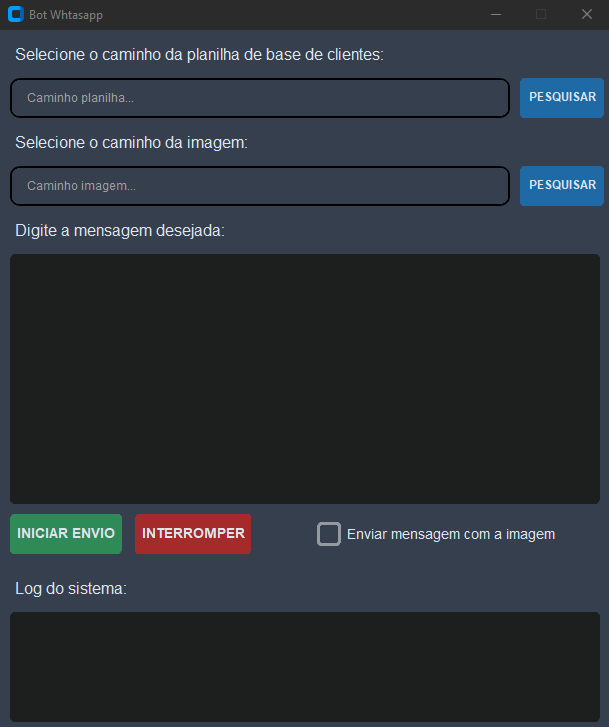 Bot Whtasapp
Selecione o caminho da planilha de base de clientes:
Caminho planilha...
PESQUISAR
Selecione o caminho da imagem:
Caminho imagem...
PESQUISAR
Digite a mensagem desejada:
INICIAR ENVIO
INTERROMPER
Enviar mensagem com a imagem
Log do sistema: